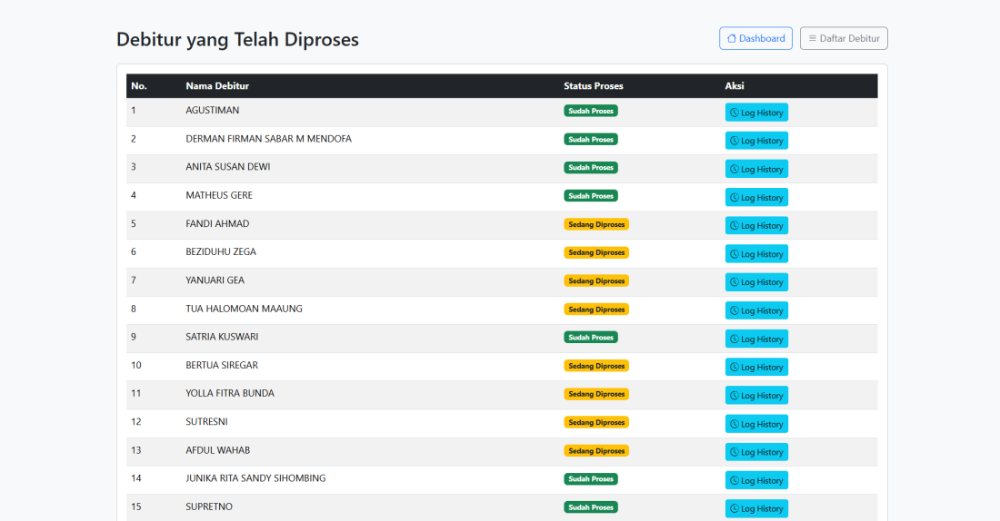 Debitur yang Telah Diproses
Dashboard
Daftar Debitur
No. Nama Debitur Status Proses Aksi
1 AGUSTIMAN Sudah Proses Log History
2 DERMAN FIRMAN SABAR M MENDOFA Sudah Proses Log History
3 ANITA SUSAN DEWI Sudah Proses Log History
4 MATHEUS GERE Sudah Proses Log History
5 FANDI AHMAD Sedang Diproses Log History
6 BEZIDUHU ZEGA Sedang Diproses Log History
7 YANUARI GEA Sedang Diproses Log History
8 TUA HALOMOAN MAAUNG Sedang Diproses Log History
9 SATRIA KUSWARI Sudah Proses Log History
10 BERTUA SIREGAR Sedang Diproses Log History
11 YOLLA FITRA BUNDA Sedang Diproses Log History
12 SUTRESNI Sedang Diproses Log History
13 AFDUL WAHAB Sedang Diproses Log History
14 JUNIKA RITA SANDY SIHOMBING Sudah Proses Log History
15 SUPRETNO Sudah Proses Log History